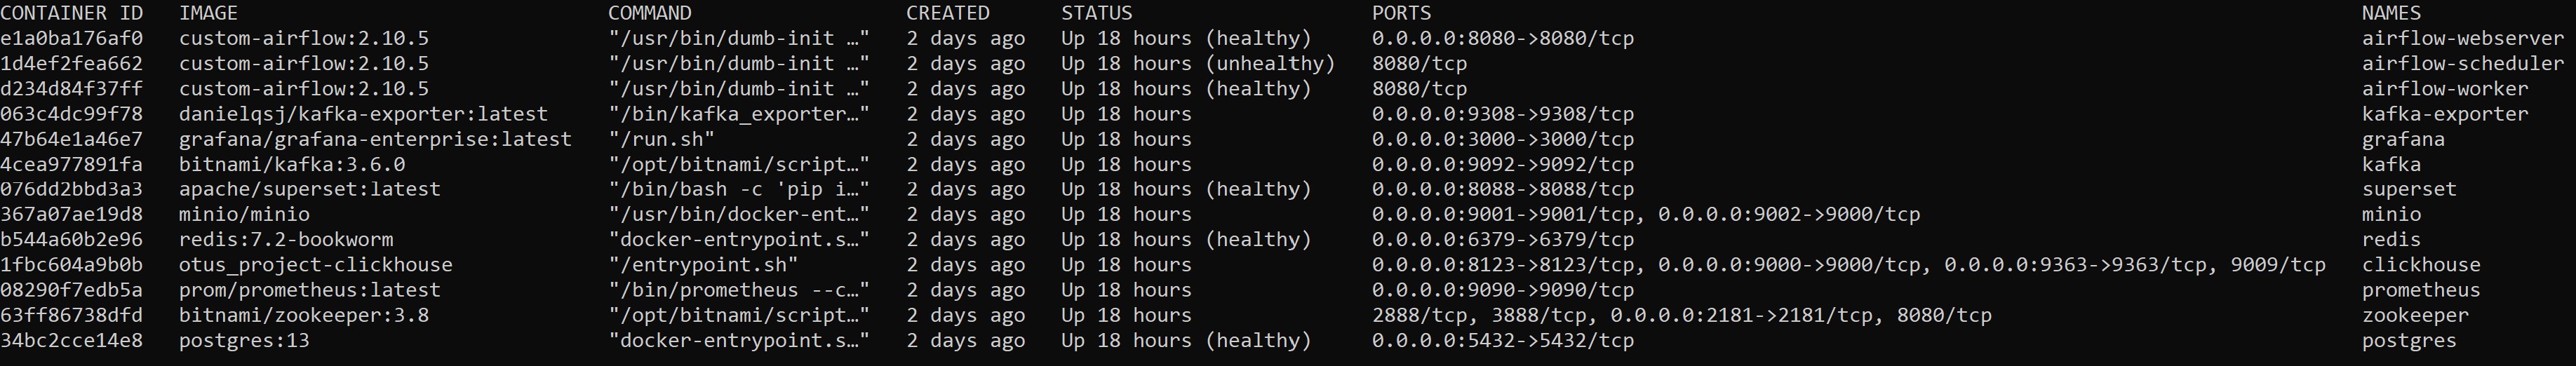 CONTAINER ID   IMAGE                               COMMAND                  CREATED      STATUS                    PORTS                                                                            NAMES
e1a0ba176af0   custom-airflow:2.10.5               "/usr/bin/dumb-init …"   2 days ago   Up 18 hours (healthy)     0.0.0.0:8080->8080/tcp                                                           airflow-webserver
1d4ef2fea662   custom-airflow:2.10.5               "/usr/bin/dumb-init …"   2 days ago   Up 18 hours (unhealthy)   8080/tcp                                                                         airflow-scheduler
d234d84f37ff   custom-airflow:2.10.5               "/usr/bin/dumb-init …"   2 days ago   Up 18 hours (healthy)     8080/tcp                                                                         airflow-worker
063c4dc99f78   danielqsj/kafka-exporter:latest     "/bin/kafka_exporter…"   2 days ago   Up 18 hours               0.0.0.0:9308->9308/tcp                                                           kafka-exporter
47b64e1a46e7   grafana/grafana-enterprise:latest   "/run.sh"                2 days ago   Up 18 hours               0.0.0.0:3000->3000/tcp                                                           grafana
4cea977891fa   bitnami/kafka:3.6.0                 "/opt/bitnami/script…"   2 days ago   Up 18 hours               0.0.0.0:9092->9092/tcp                                                           kafka
076dd2bbd3a3   apache/superset:latest              "/bin/bash -c 'pip i…"   2 days ago   Up 18 hours (healthy)     0.0.0.0:8088->8088/tcp                                                           superset
367a07ae19d8   minio/minio                         "/usr/bin/docker-ent…"   2 days ago   Up 18 hours               0.0.0.0:9001->9001/tcp, 0.0.0.0:9002->9000/tcp                                   minio
b544a60b2e96   redis:7.2-bookworm                  "docker-entrypoint.s…"   2 days ago   Up 18 hours (healthy)     0.0.0.0:6379->6379/tcp                                                           redis
1fbc604a9b0b   otus_project-clickhouse             "/entrypoint.sh"         2 days ago   Up 18 hours               0.0.0.0:8123->8123/tcp, 0.0.0.0:9000->9000/tcp, 0.0.0.0:9363->9363/tcp, 9009/tcp   clickhouse
08290f7edb5a   prom/prometheus:latest              "/bin/prometheus --c…"   2 days ago   Up 18 hours               0.0.0.0:9090->9090/tcp                                                           prometheus
63ff86738dfd   bitnami/zookeeper:3.8               "/opt/bitnami/script…"   2 days ago   Up 18 hours               2888/tcp, 3888/tcp, 0.0.0.0:2181->2181/tcp, 8080/tcp                             zookeeper
34bc2cce14e8   postgres:13                         "docker-entrypoint.s…"   2 days ago   Up 18 hours (healthy)     0.0.0.0:5432->5432/tcp                                                           postgres